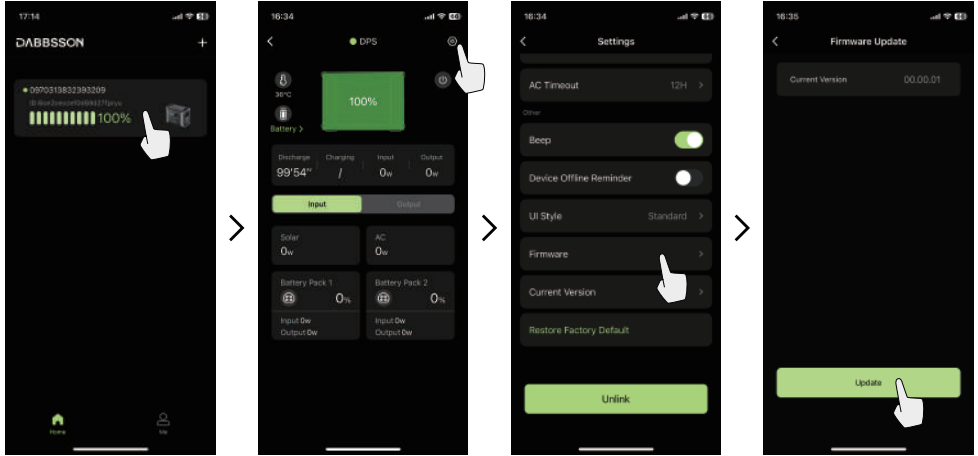 17:14
DABBSSON
+
0970313832393209
100%
Home
Me
16:34
DPS
36°C
100%
Battery >
Discharge
Charging
Input
Output
99'54"
/
0w
0w
Input
Output
Solar
AC
0w
0w
Battery Pack 1
Battery Pack 2
0%
0%
Input 0w
Output 0w
Input 0w
Output 0w
16:34
Settings
AC Timeout
12H >
Other
Beep
Device Offline Reminder
UI Style
Standard >
Firmware
Current Version
Restore Factory Default
Unlink
16:35
Firmware Update
Current Version
00.00.01
Update